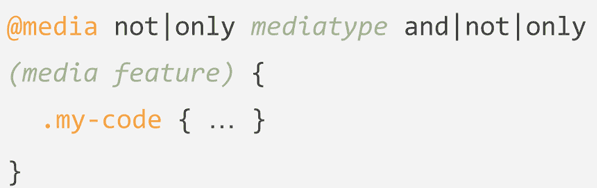 @media not|only mediatype and|not|only
(media feature) {
.my-code { … }
}